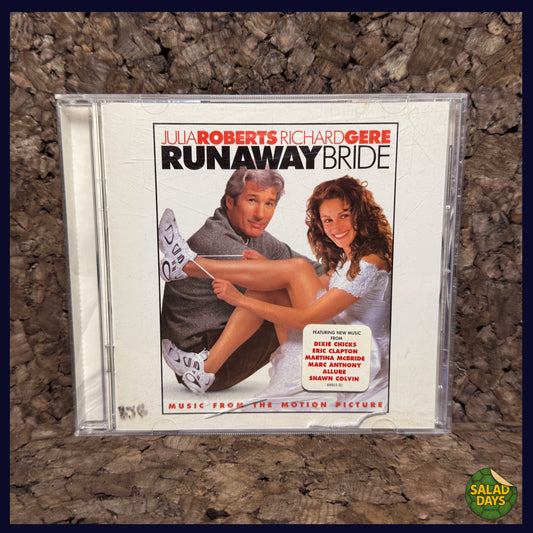 JULIAROBERTS RICHARDGERE
RUNAWAYBRIDE
FEATURING NEW MUSIC
FROM
DIXIE CHICKS
ERIC CLAPTON
MARTINA MCBRIDE
MARC ANTHONY
ALLURE
SHAWN COLVIN
MUSIC FROM THE MOTION PICTURE
SALAD
DAYS